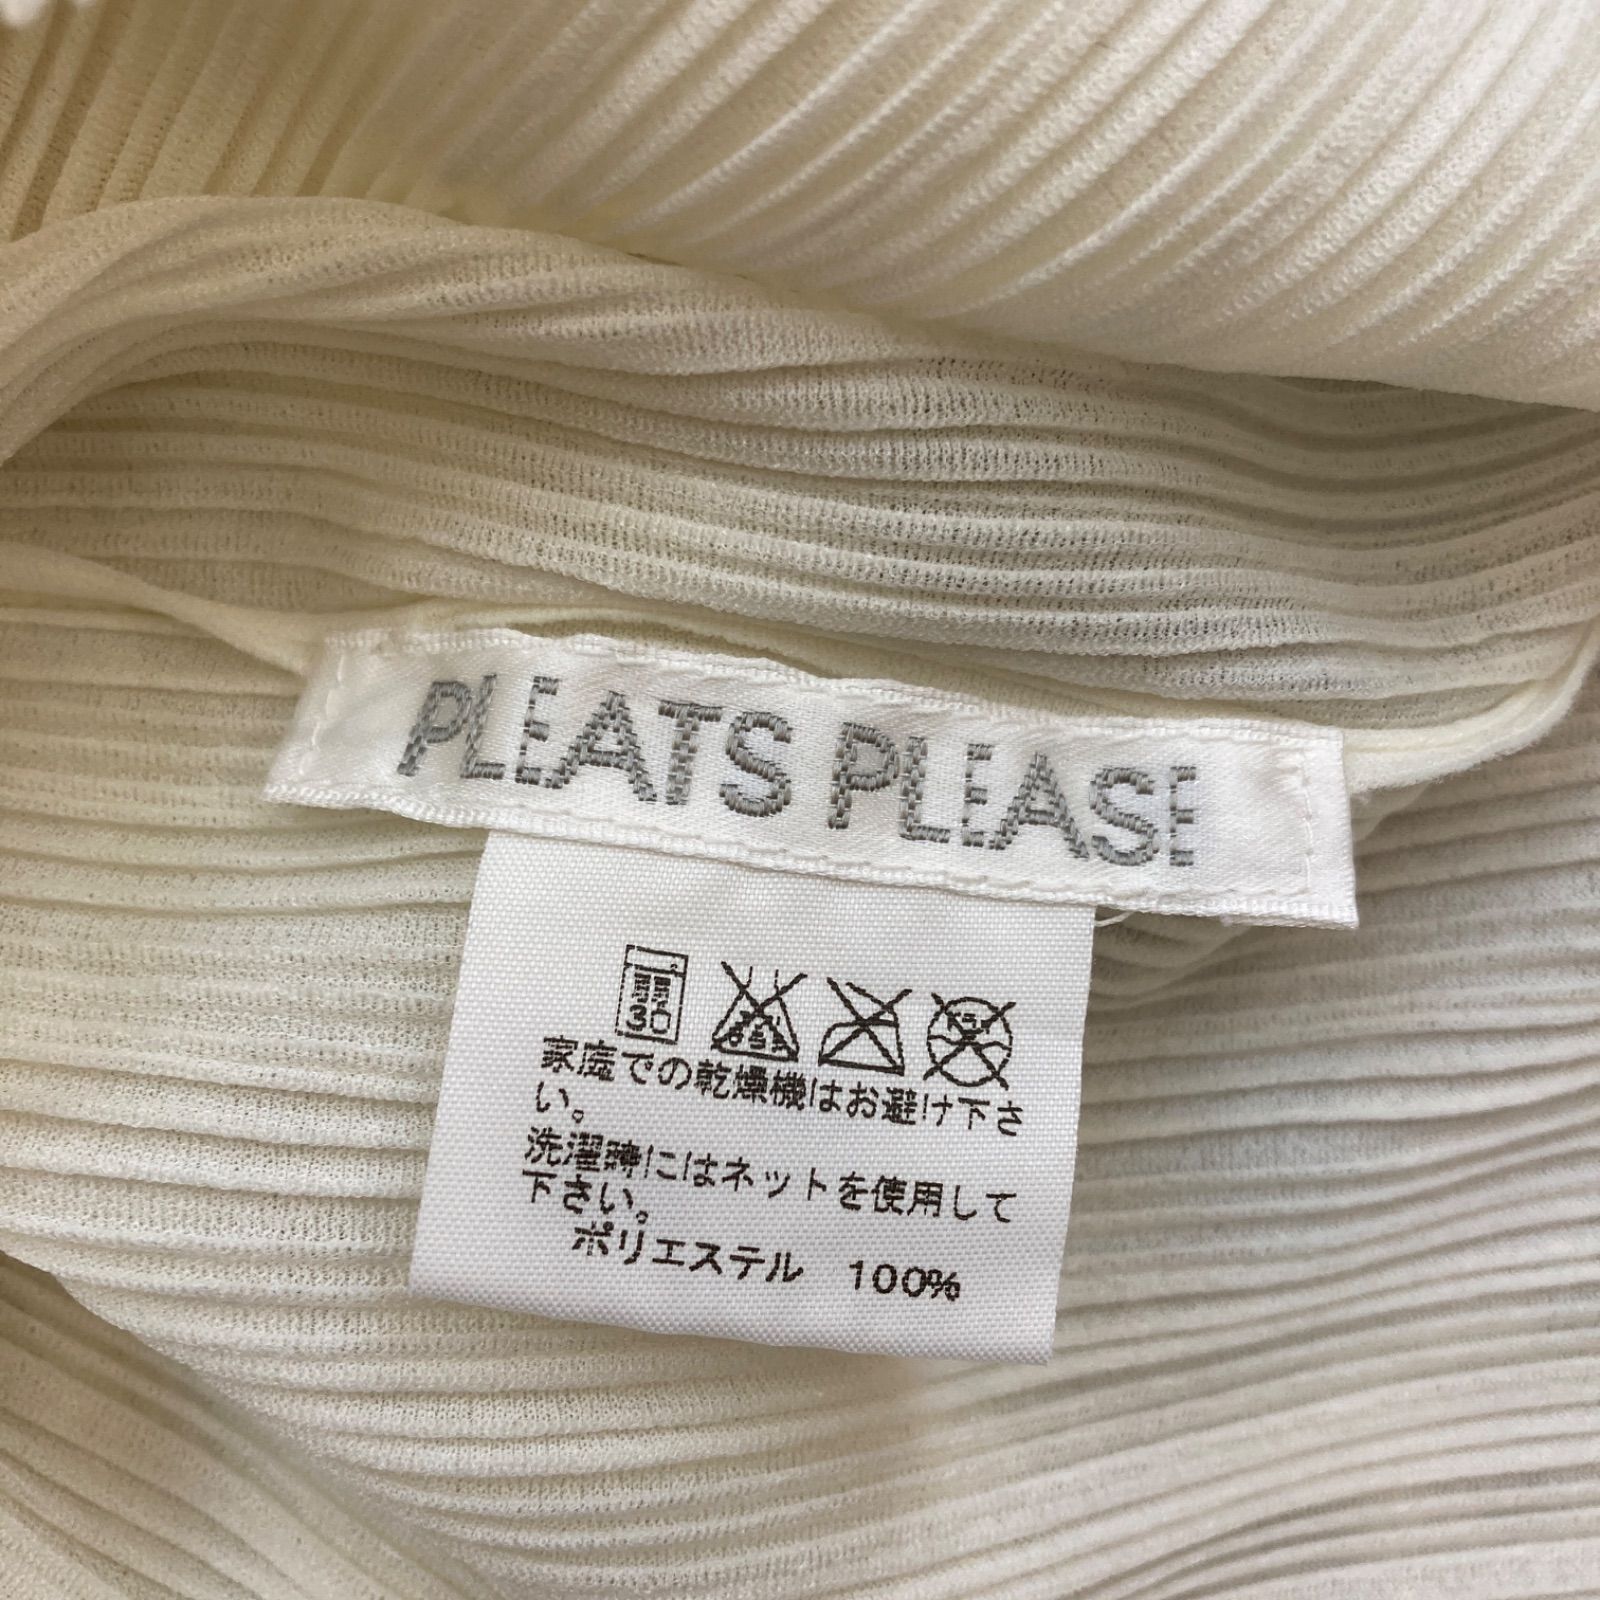 PLEATS PLEASE
30
家庭での乾燥機はお避け下さ
い。
洗濯時にはネットを使用して
下さい。
ポリエステル 100%